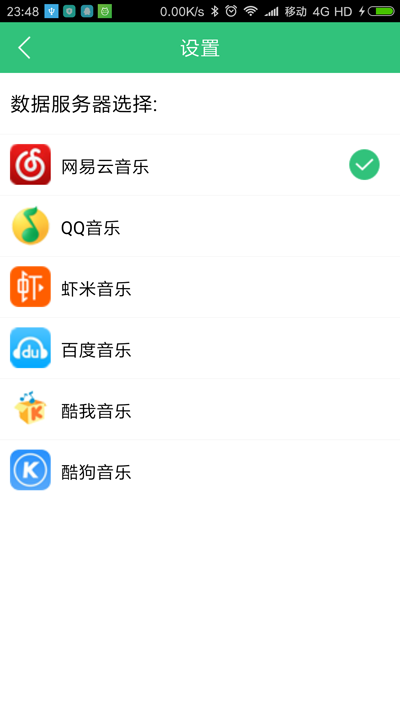 23:48 0.00K/s 移动 4G HD
设置
数据服务器选择:
网易云音乐
QQ音乐
虾
虾米音乐
du
百度音乐
K
酷我音乐
K
酷狗音乐